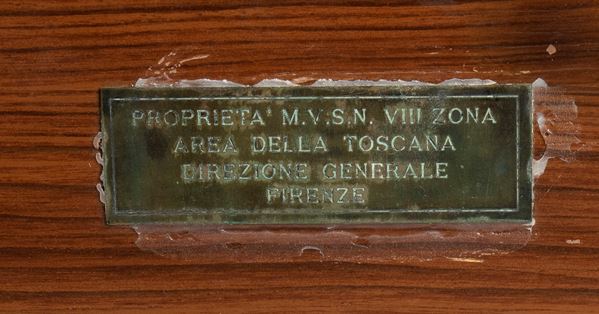 PROPRIETA' M.V.S.N. VIII ZONA
AREA DELLA TOSCANA
DIREZIONE GENERALE
FIRENZE